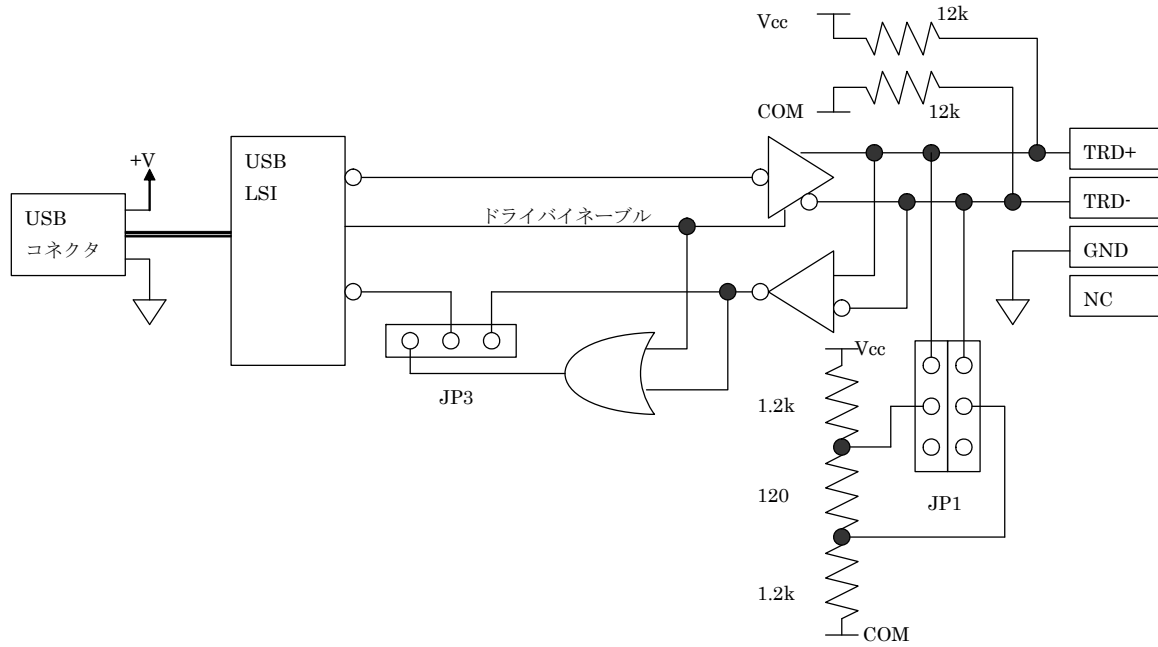 12k
Vcc
12k
COM
TRD+
TRD-
GND
NC
+V
USB
LSI
USB
コネクタ
ドライバイネーブル
JP3
Vcc
1.2k
120
JP1
1.2k
COM